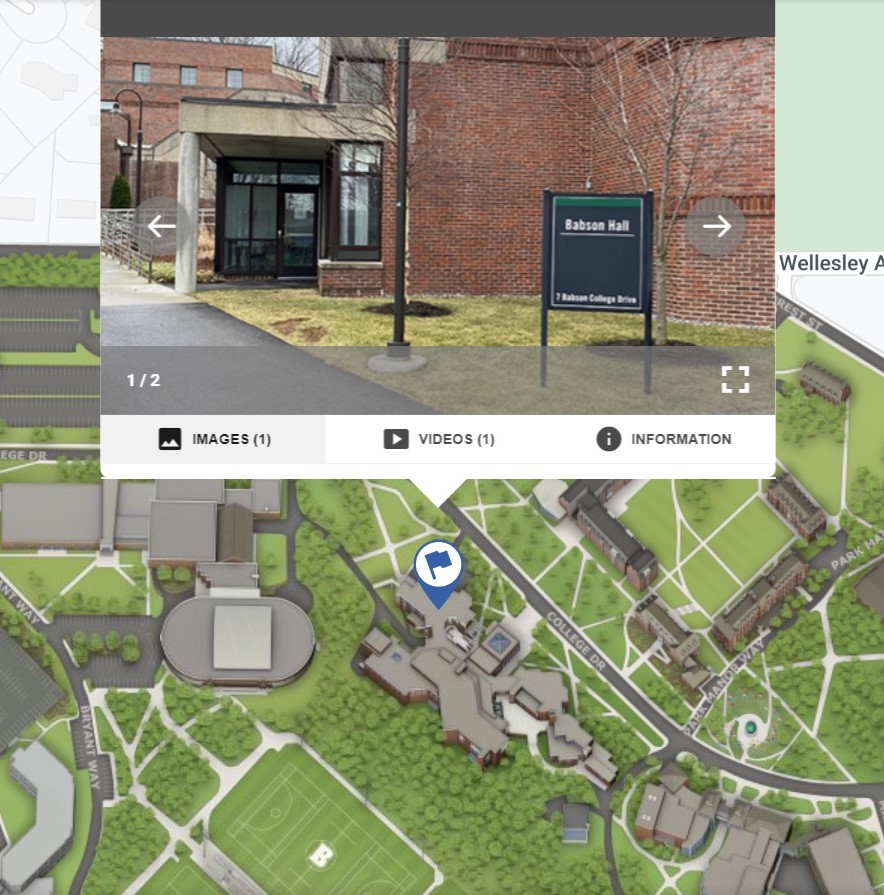 Babson Hall
7 Babson College Drive
1 / 2
IMAGES (1)
VIDEOS (1)
INFORMATION
Wellesley A
REST ST
EGE DR
PARK MA
ANT WAY
COLLEGE DR
PARK MANOR WAY
BRYANT WAY
B